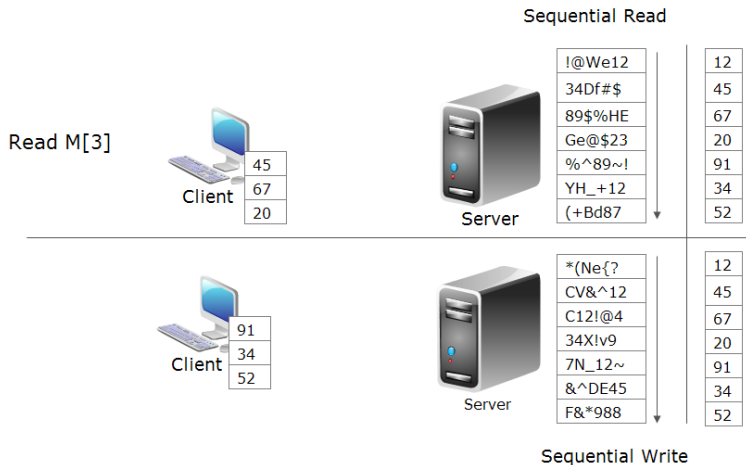 Sequential Read
Read M[3]
Client
45
67
20
Server
!@We12
34Df#$
89$%HE
Ge@$23
%^89~!
YH_+12
(+Bd87
12
45
67
20
91
34
52
Client
91
34
52
Server
*(Ne{?
CV&^12
C12!@4
34X!v9
7N_12~
&^DE45
F&*988
12
45
67
20
91
34
52
Sequential Write